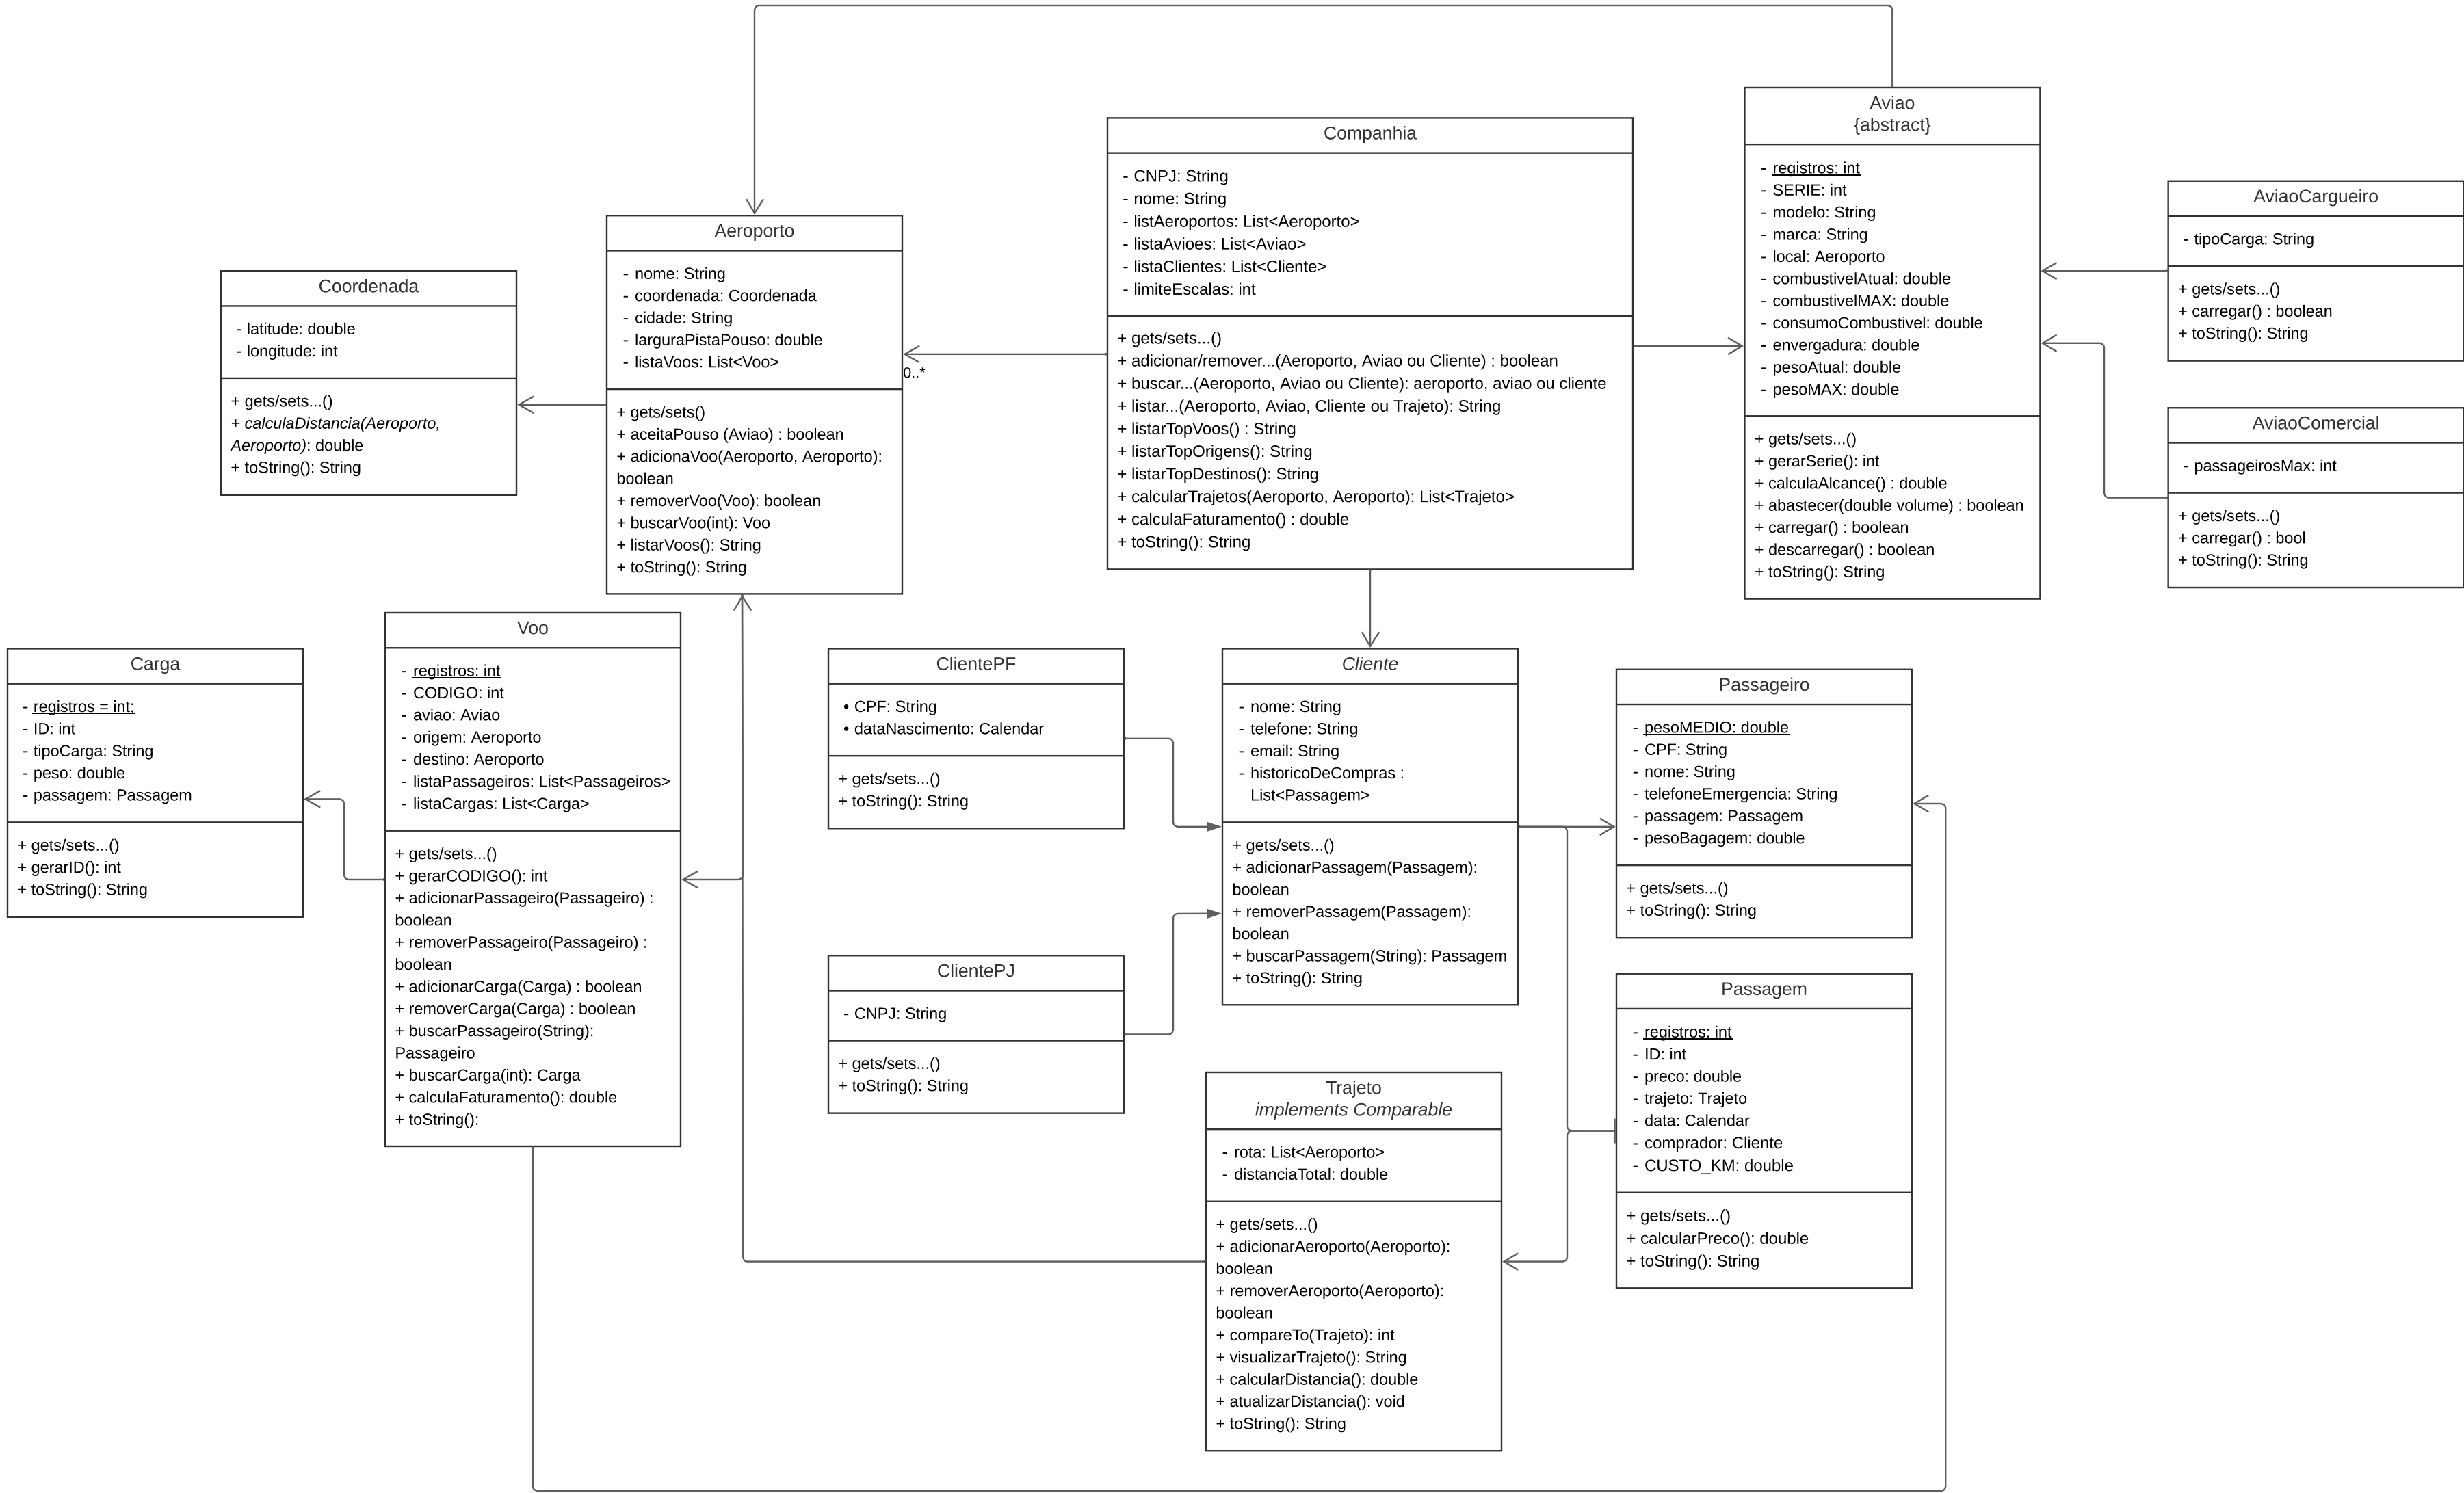 Aviao
{abstract}
- registros: int
- SERIE: int
- modelo: String
- marca: String
- local: Aeroporto
- combustivelAtual: double
- combustivelMAX: double
- consumoCombustivel: double
- envergadura: double
- pesoAtual: double
- pesoMAX: double
+ gets/sets...()
+ gerarSerie(): int
+ calculaAlcance() : double
+ abastecer(double volume) : boolean
+ carregar() : boolean
+ descarregar() : boolean
+ toString(): String
Companhia
- CNPJ: String
- nome: String
- listAeroportos: List<Aeroporto>
- listaAvioes: List<Aviao>
- listaClientes: List<Cliente>
- limiteEscalas: int
+ gets/sets...()
+ adicionar/remover...(Aeroporto, Aviao ou Cliente) : boolean
+ buscar...(Aeroporto, Aviao ou Cliente): aeroporto, aviao ou cliente
+ listar...(Aeroporto, Aviao, Cliente ou Trajeto): String
+ listarTopVoos() : String
+ listarTopOrigens(): String
+ listarTopDestinos(): String
+ calcularTrajetos(Aeroporto, Aeroporto): List<Trajeto>
+ calculaFaturamento() : double
+ toString(): String
AviaoCargueiro
- tipoCarga: String
+ gets/sets...()
+ carregar() : boolean
+ toString(): String
Aeroporto
- nome: String
- coordenada: Coordenada
- cidade: String
- larguraPistaPouso: double
- listaVoos: List<Voo>
+ gets/sets()
+ aceitaPouso (Aviao) : boolean
+ adicionaVoo(Aeroporto, Aeroporto):
boolean
+ removerVoo(Voo): boolean
+ buscarVoo(int): Voo
+ listarVoos(): String
+ toString(): String
0..*
Coordenada
- latitude: double
- longitude: int
+ gets/sets...()
+ calculaDistancia(Aeroporto,
Aeroporto): double
+ toString(): String
AviaoComercial
- passageirosMax: int
+ gets/sets...()
+ carregar() : bool
+ toString(): String
Voo
- registros: int
- CODIGO: int
- aviao: Aviao
- origem: Aeroporto
- destino: Aeroporto
- listaPassageiros: List<Passageiros>
- listaCargas: List<Carga>
+ gets/sets...()
+ gerarCODIGO(): int
+ adicionarPassageiro(Passageiro) :
boolean
+ removerPassageiro(Passageiro) :
boolean
+ adicionarCarga(Carga) : boolean
+ removerCarga(Carga) : boolean
+ buscarPassageiro(String):
Passageiro
+ buscarCarga(int): Carga
+ calculaFaturamento(): double
+ toString():
Carga
- registros = int;
- ID: int
- tipoCarga: String
- peso: double
- passagem: Passagem
+ gets/sets...()
+ gerarID(): int
+ toString(): String
ClientePF
• CPF: String
• dataNascimento: Calendar
+ gets/sets...()
+ toString(): String
Cliente
- nome: String
- telefone: String
- email: String
- historicoDeCompras :
List<Passagem>
+ gets/sets...()
+ adicionarPassagem(Passagem):
boolean
+ removerPassagem(Passagem):
boolean
+ buscarPassagem(String): Passagem
+ toString(): String
Passageiro
- pesoMEDIO: double
- CPF: String
- nome: String
- telefoneEmergencia: String
- passagem: Passagem
- pesoBagagem: double
+ gets/sets...()
+ toString(): String
ClientePJ
- CNPJ: String
+ gets/sets...()
+ toString(): String
Passagem
- registros: int
- ID: int
- preco: double
- trajeto: Trajeto
- data: Calendar
- comprador: Cliente
- CUSTO_KM: double
+ gets/sets...()
+ calcularPreco(): double
+ toString(): String
Trajeto
implements Comparable
- rota: List<Aeroporto>
- distanciaTotal: double
+ gets/sets...()
+ adicionarAeroporto(Aeroporto):
boolean
+ removerAeroporto(Aeroporto):
boolean
+ compareTo(Trajeto): int
+ visualizarTrajeto(): String
+ calcularDistancia(): double
+ atualizarDistancia(): void
+ toString(): String